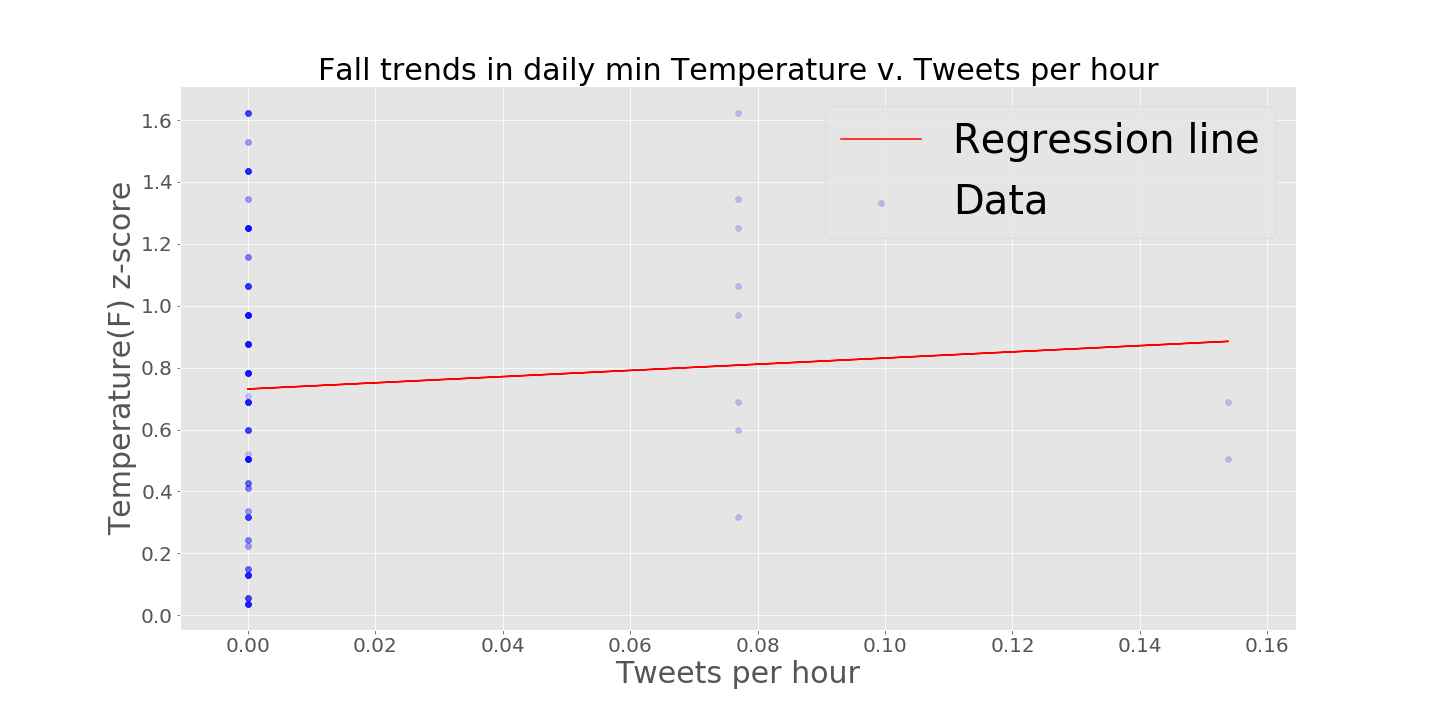 Fall trends in daily min Temperature v. Tweets per hour
Regression line
Data
Temperature(F) z-score
1.6
1.4
1.2
1.0
0.8
0.6
0.4
0.2
0.0
0.00 0.02 0.04 0.06 0.08 0.10 0.12 0.14 0.16
Tweets per hour